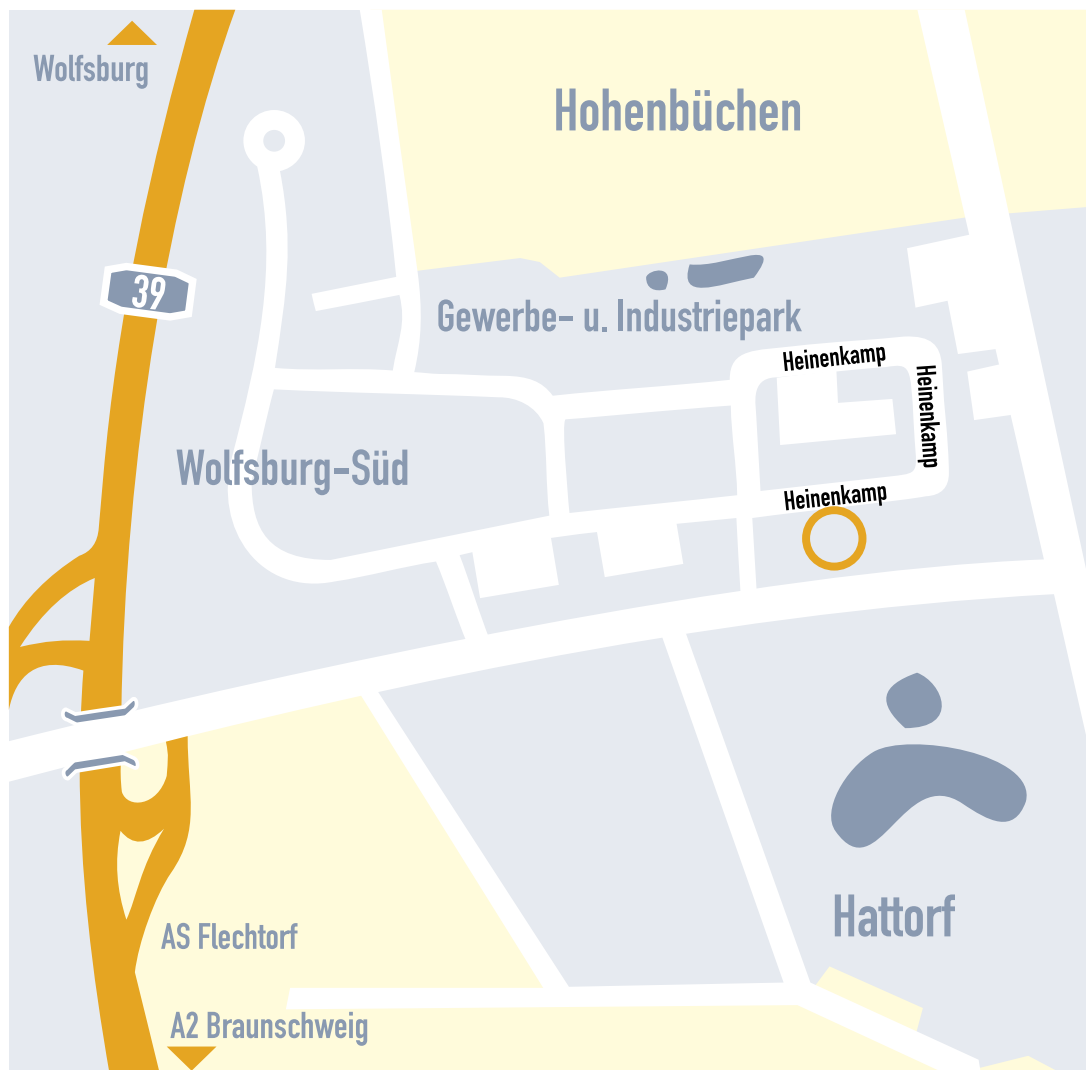 Wolfsburg
Hohenbüchen
39
Gewerbe- u. Industriepark
Heinenkamp
Heinenkamp
Wolfsburg-Süd
Heinenkamp
Hattorf
AS Flechtorf
A2 Braunschweig